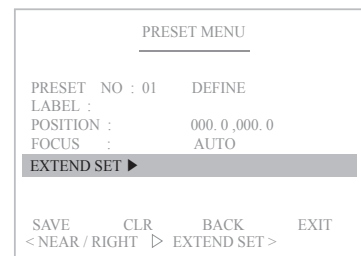 PRESET MENU
PRESET NO : 01 DEFINE
LABEL :
POSITION : 000. 0 ,000. 0
FOCUS : AUTO
EXTEND SET ▶
SAVE CLR BACK EXIT
< NEAR / RIGHT ▷ EXTEND SET >